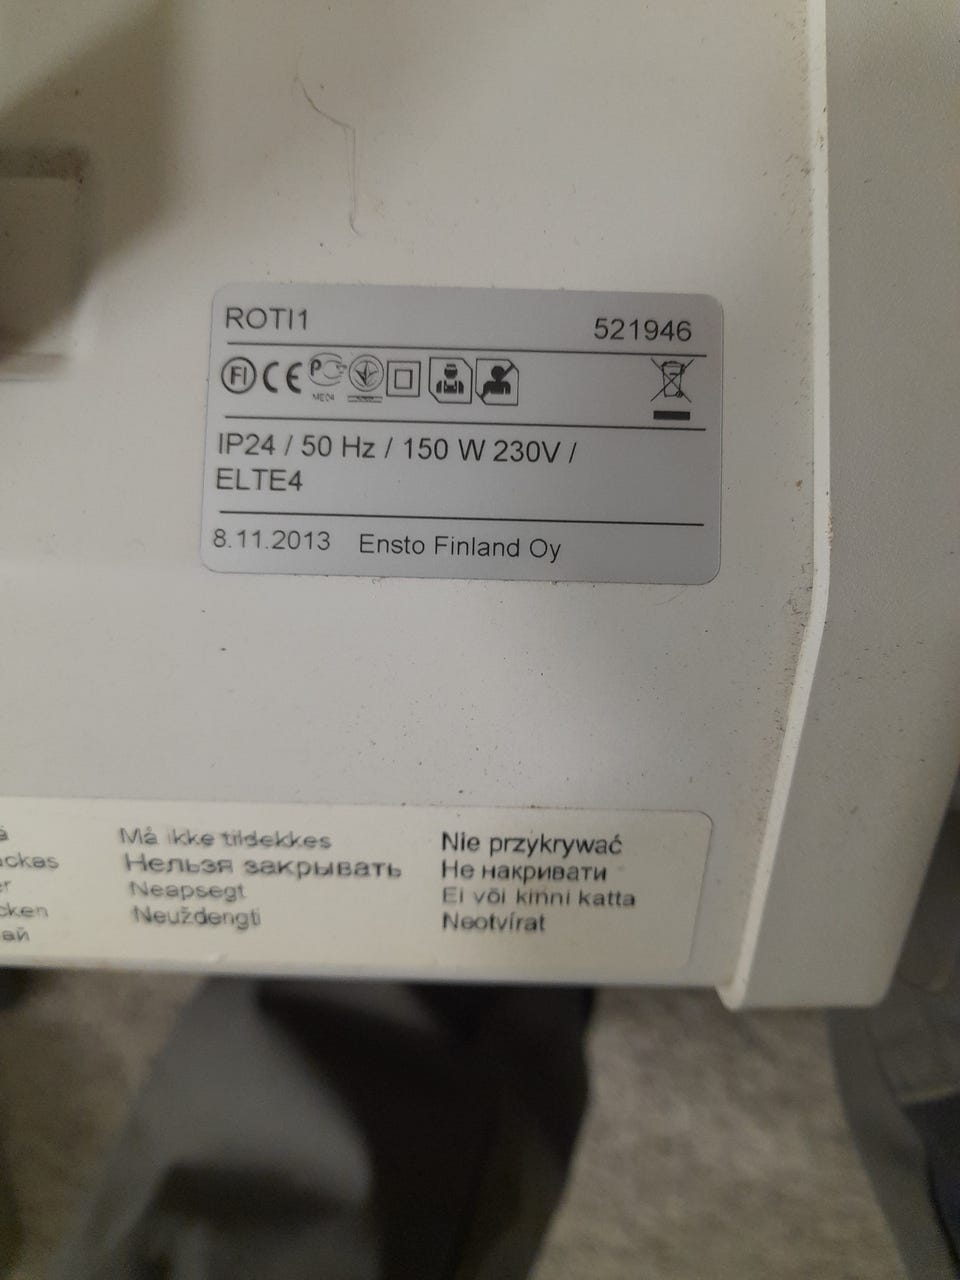 ROTI1 521946
FI CE
IP24 / 50 Hz / 150 W 230V /
ELTE4
8.11.2013 Ensto Finland Oy
Må ikke tildekkes
Нельзя закрывать
Neapsegt
Neuždengti
Nie przykrywać
Не накривати
Ei või kinni katta
Neotvírat